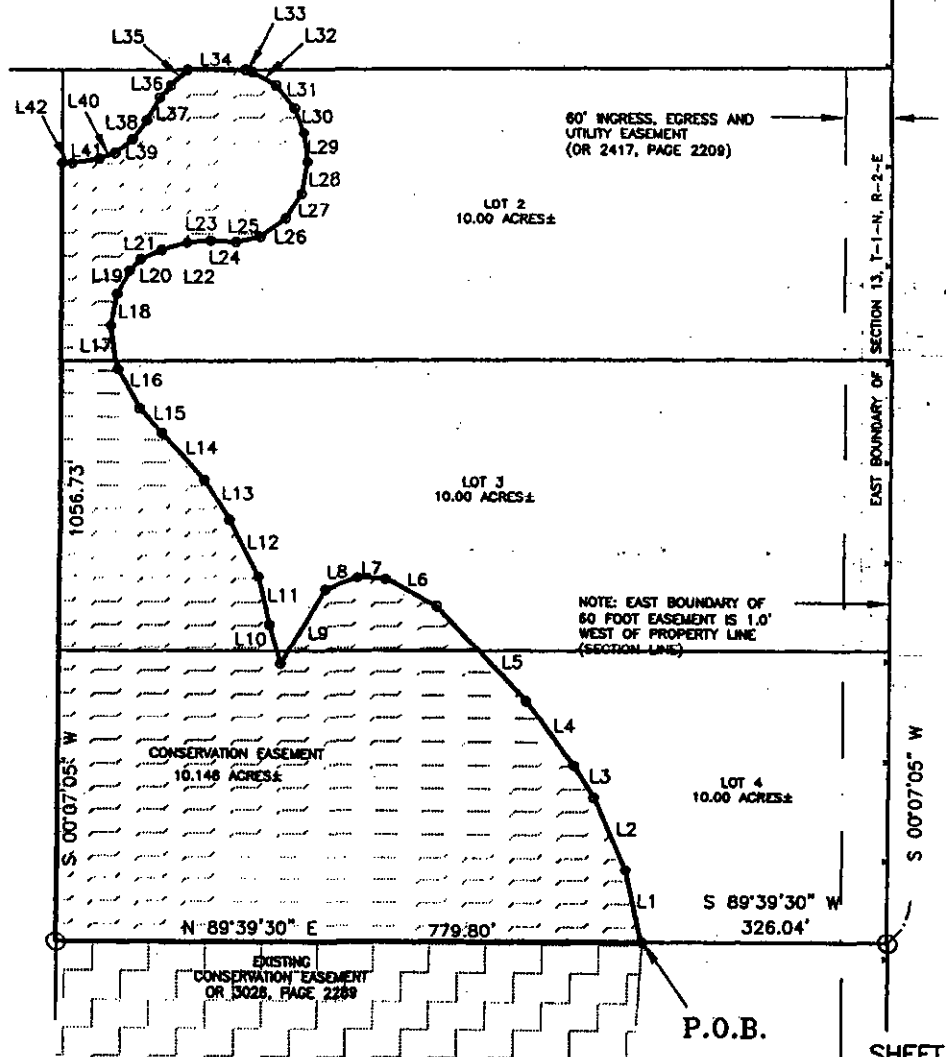 L33
L35
L34
L32
L36
L31
L40
L37
L30
L42
L38
L41
L39
L29
60' INGRESS, EGRESS AND
UTILITY EASEMENT
(OR 2417, PAGE 2209)
L28
LOT 2
10.00 ACRES±
L27
L23
L25
L26
L21
L24
L20
L22
L19
L18
EAST BOUNDARY OF SECTION 13, T-1-N, R-2-E
L17
L16
L15
L14
1056.73'
LOT 3
10.00 ACRES±
L13
L12
L8
L7
L6
L11
NOTE: EAST BOUNDARY OF
60 FOOT EASEMENT IS 1.0'
WEST OF PROPERTY LINE
(SECTION LINE)
L10
L9
L5
L4
CONSERVATION EASEMENT
10.146 ACRES±
S 00°07'05" W
L3
LOT 4
10.00 ACRES±
S 00°07'05" W
L2
L1
S 89°39'30" W
326.04'
N 89°39'30" E
779.80'
EXISTING
CONSERVATION EASEMENT
OR 3028, PAGE 2289
P.O.B.
SHEET